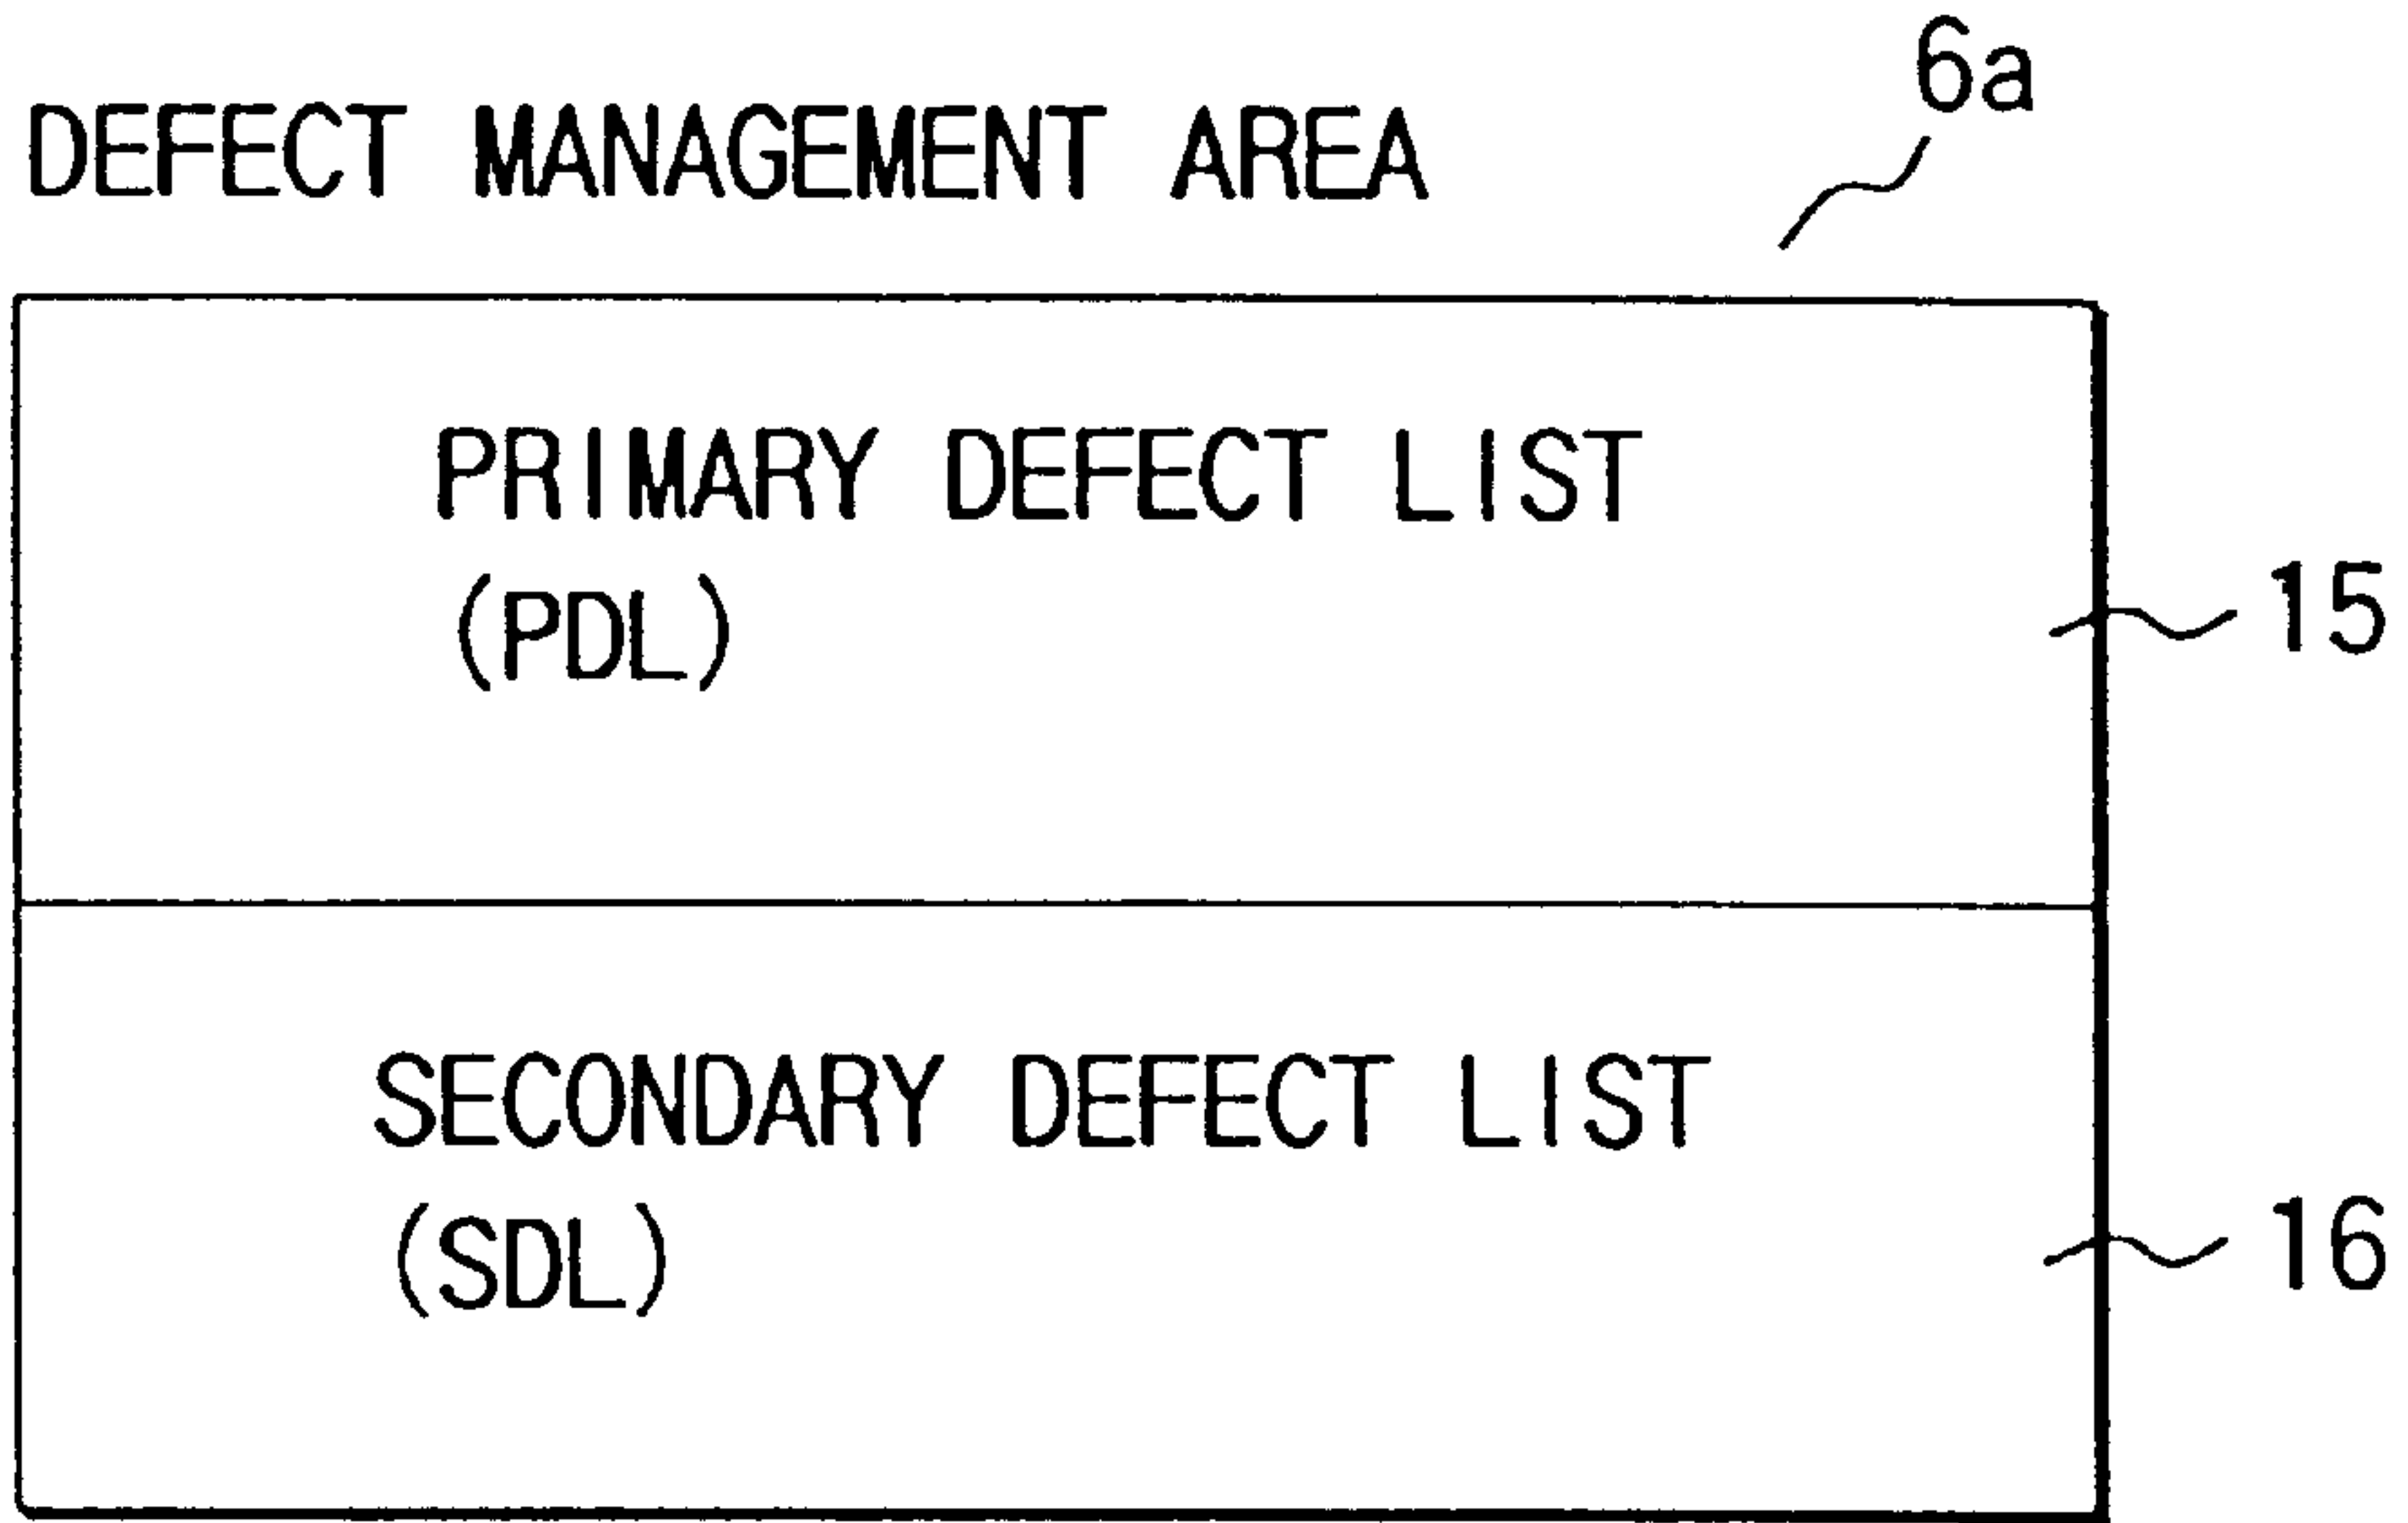 6a
DEFECT MANAGEMENT AREA
PRIMARY DEFECT LIST
(PDL)
15
SECONDARY DEFECT LIST
(SDL)
16